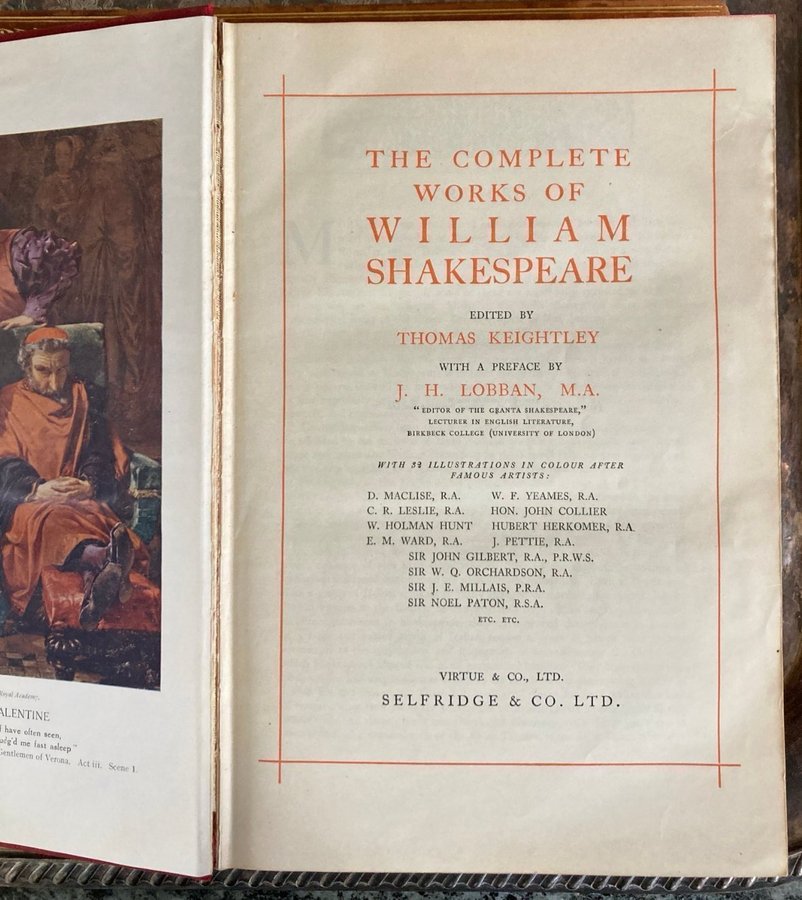 Royal Academy.
ALENTINE
I have often seen,
me fast asleep"
Gentlemen of Verona. Act iii. Scene 1.
THE COMPLETE
WORKS OF
WILLIAM
SHAKESPEARE
EDITED BY
THOMAS KEIGHTLEY
WITH A PREFACE BY
J. H. LOBBAN, M.A.
"EDITOR OF THE GRANTA SHAKESPEARE,"
LECTURER IN ENGLISH LITERATURE,
BIRKBECK COLLEGE (UNIVERSITY OF LONDON)
WITH 32 ILLUSTRATIONS IN COLOUR AFTER
FAMOUS ARTISTS:
D. MACLISE, R.A. W. F. YEAMES, R.A.
C. R. LESLIE, R.A. HON. JOHN COLLIER
W. HOLMAN HUNT HUBERT HERKOMER, R.A.
E. M. WARD, R.A. J. PETTIE, R.A.
SIR JOHN GILBERT, R.A., P.R.W.S.
SIR W. Q. ORCHARDSON, R.A.
SIR J. E. MILLAIS, P.R.A.
SIR NOEL PATON, R.S.A.
ETC. ETC.
VIRTUE & CO., LTD.
SELFRIDGE & CO. LTD.